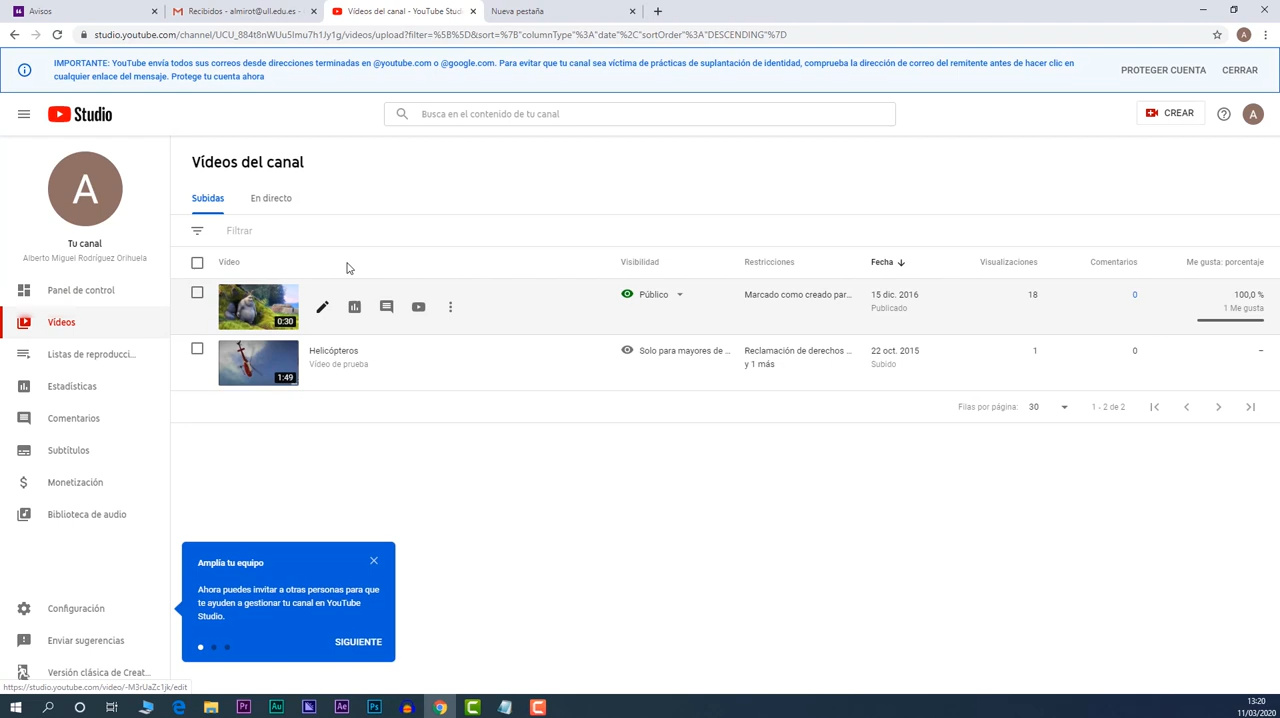 Avisos
Recibidos - almirot@ull.edu.es -
Vídeos del canal - YouTube Studi
Nueva pestaña
studio.youtube.com/channel/UCU_884t8nWUu5Imu7h1Jy1g/videos/upload?filter=%5B%5D&sort=%7B"columnType"%3A"date"%2C"sortOrder"%3A"DESCENDING"%7D
IMPORTANTE: YouTube envía todos sus correos desde direcciones terminadas en @youtube.com o @google.com. Para evitar que tu canal sea víctima de prácticas de suplantación de identidad, comprueba la dirección de correo del remitente antes de hacer clic en
cualquier enlace del mensaje. Protege tu cuenta ahora
PROTEGER CUENTA
CERRAR
Studio
Busca en el contenido de tu canal
CREAR
A
A
Tu canal
Alberto Miguel Rodríguez Orihuela
Panel de control
Vídeos
Listas de reproducci...
Estadísticas
Comentarios
Subtítulos
Monetización
Biblioteca de audio
Configuración
Enviar sugerencias
Versión clásica de Creat...
Vídeos del canal
Subidas
En directo
Filtrar
Vídeo
Visibilidad
Restricciones
Fecha
Visualizaciones
Comentarios
Me gusta: porcentaje
0:30
Público
Marcado como creado par...
15 dic. 2016
Publicado
18
0
100,0 %
1 Me gusta
1:49
Helicópteros
Vídeo de prueba
Solo para mayores de ...
Reclamación de derechos ...
y 1 más
22 oct. 2015
Subido
1
0
–
Filas por página:
30
1 - 2 de 2
Amplía tu equipo
Ahora puedes invitar a otras personas para que
te ayuden a gestionar tu canal en YouTube
Studio.
SIGUIENTE
https://studio.youtube.com/video/-M3rUaZc1jk/edit
Pr
Au
Ae
Ps
13:20
11/03/2020